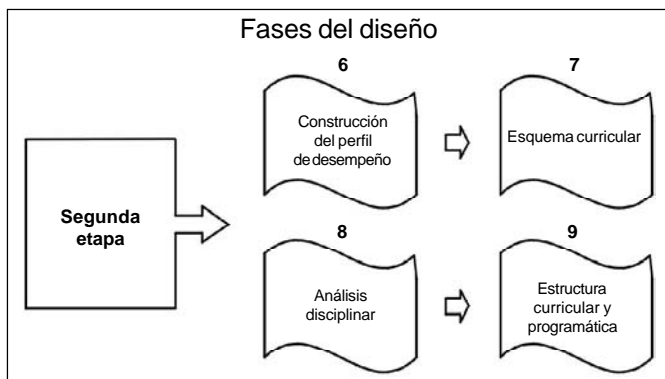 Fases del diseño
6
7
Construcción
del perfil
de desempeño
Esquema curricular
Segunda
etapa
8
9
Análisis
disciplinar
Estructura
curricular y
programática